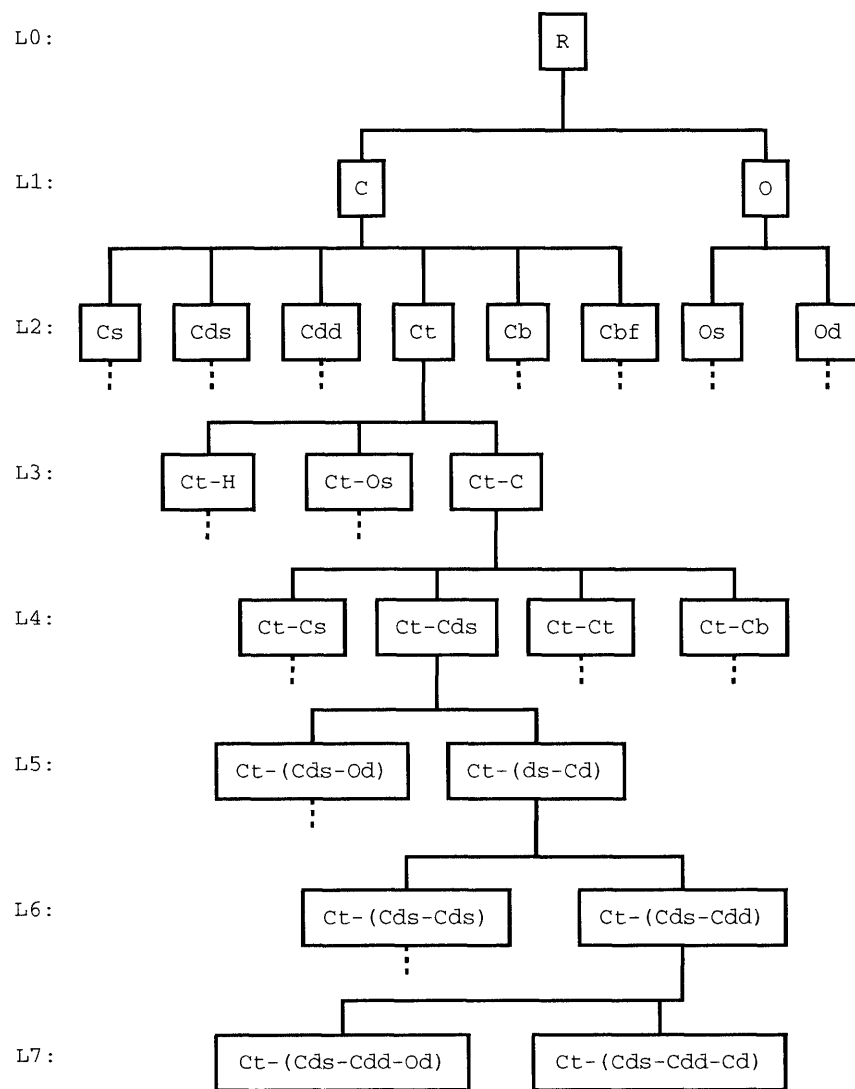 L0: R
L1: C O
L2: Cs Cds Cdd Ct Cb Cbf Os Od
L3: Ct-H Ct-Os Ct-C
L4: Ct-Cs Ct-Cds Ct-Ct Ct-Cb
L5: Ct-(Cds-Od) Ct-(ds-Cd)
L6: Ct-(Cds-Cds) Ct-(Cds-Cdd)
L7: Ct-(Cds-Cdd-Od) Ct-(Cds-Cdd-Cd)